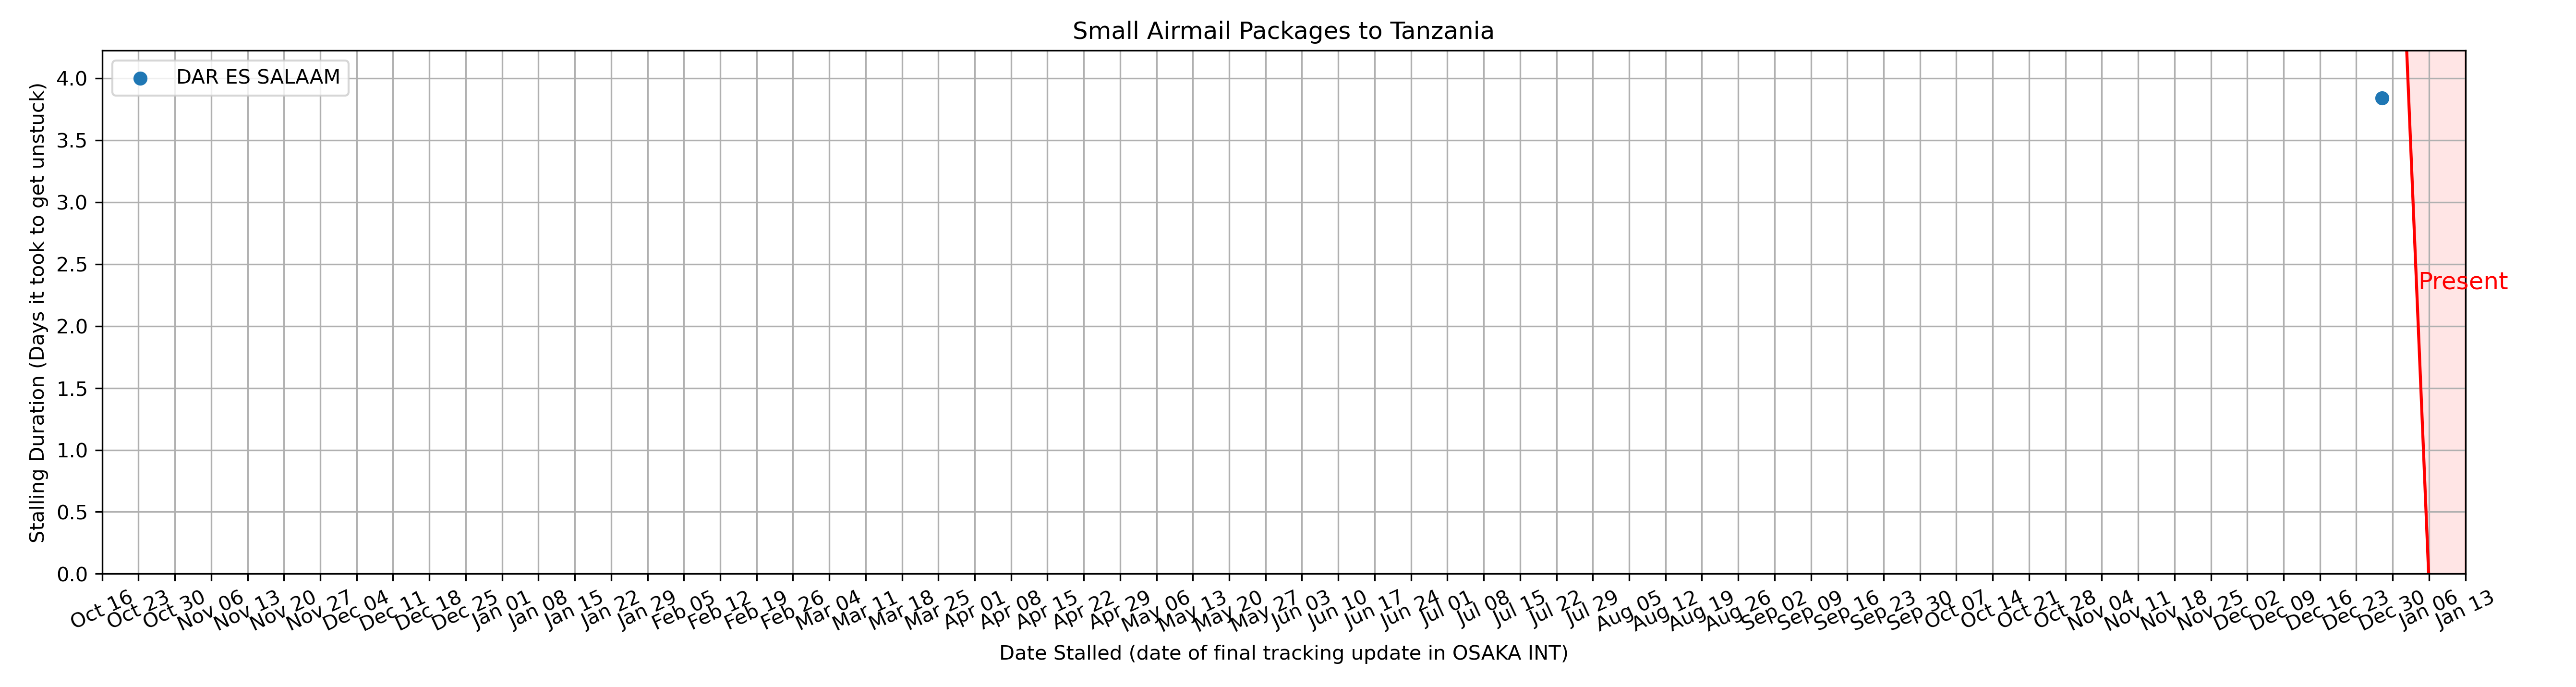 Small Airmail Packages to Tanzania
DAR ES SALAAM
Stalling Duration (Days it took to get unstuck)
4.0
3.5
3.0
2.5
2.0
1.5
1.0
0.5
0.0
Present
Oct 16 Oct 23 Oct 30 Nov 06 Nov 13 Nov 20 Nov 27 Dec 04 Dec 11 Dec 18 Dec 25 Jan 01 Jan 08 Jan 15 Jan 22 Jan 29 Feb 05 Feb 12 Feb 19 Feb 26 Mar 04 Mar 11 Mar 18 Mar 25 Apr 01 Apr 08 Apr 15 Apr 22 Apr 29 May 06 May 13 May 20 May 27 Jun 03 Jun 10 Jun 17 Jun 24 Jul 01 Jul 08 Jul 15 Jul 22 Jul 29 Aug 05 Aug 12 Aug 19 Aug 26 Sep 02 Sep 09 Sep 16 Sep 23 Sep 30 Oct 07 Oct 14 Oct 21 Oct 28 Nov 04 Nov 11 Nov 18 Nov 25 Dec 02 Dec 09 Dec 16 Dec 23 Dec 30 Jan 06 Jan 13
Date Stalled (date of final tracking update in OSAKA INT)